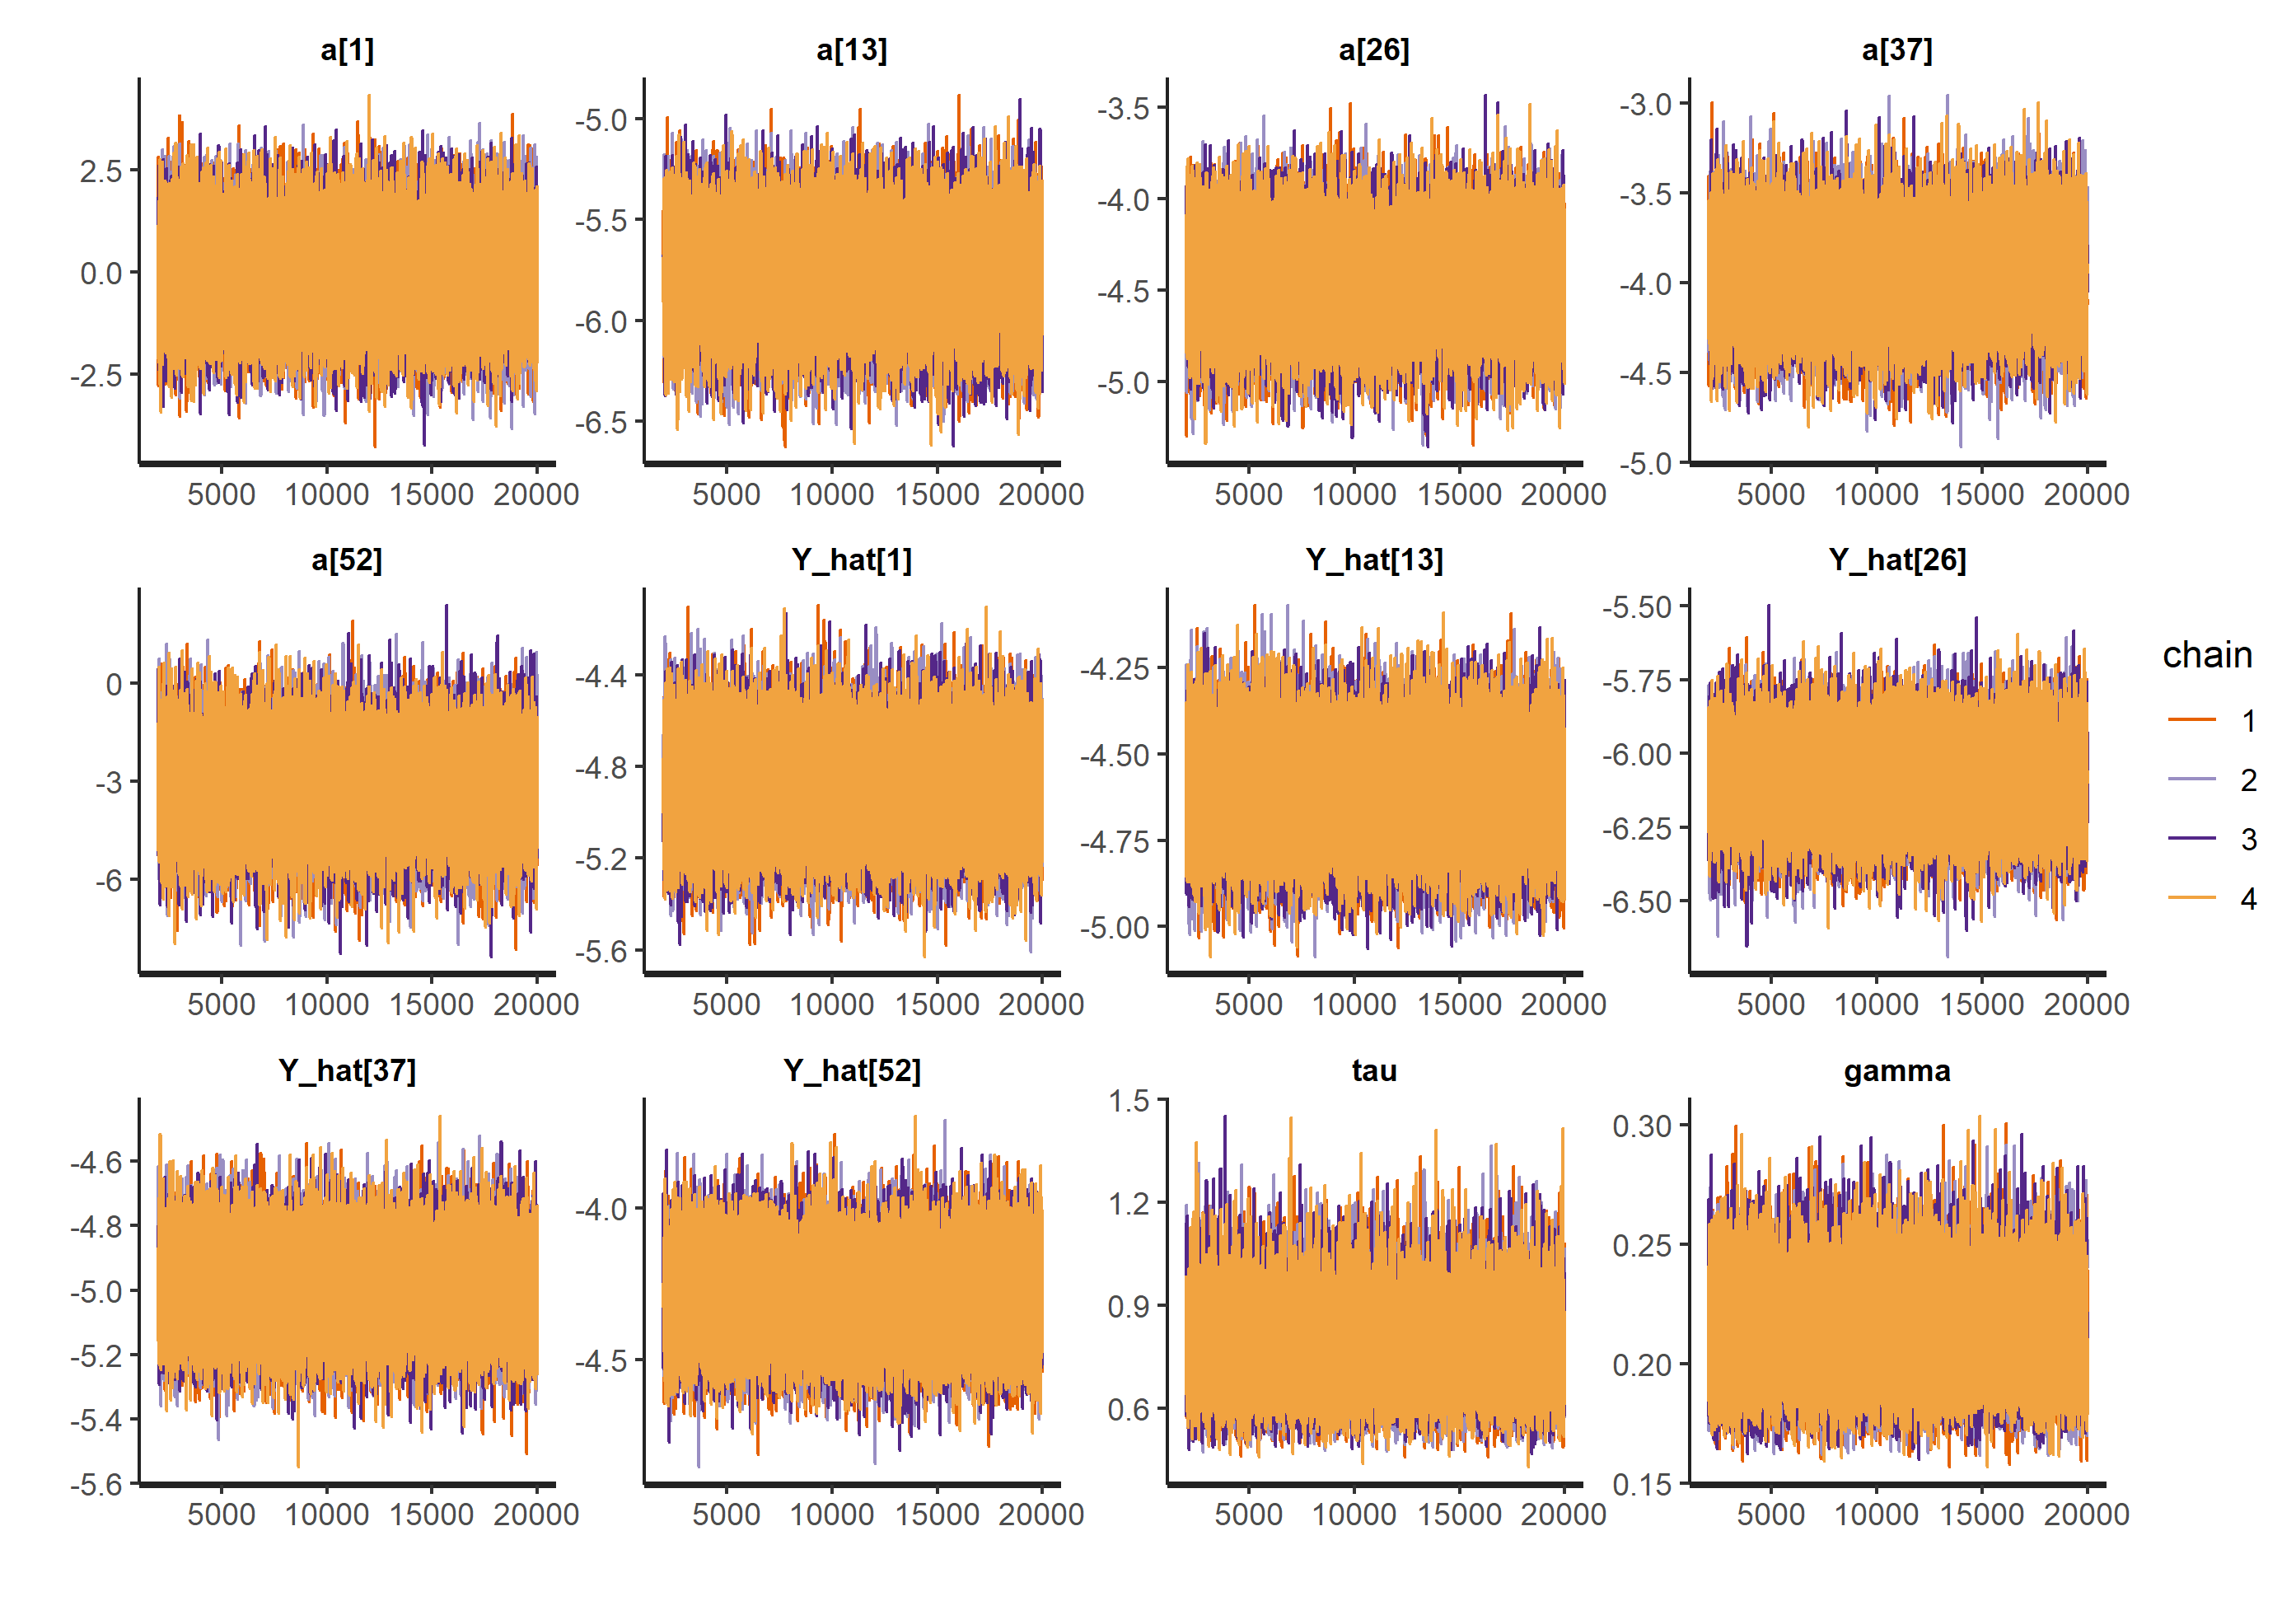 a[1] a[13] a[26] a[37]
2.5 0.0 -2.5
-5.0 -5.5 -6.0 -6.5
-3.5 -4.0 -4.5 -5.0
-3.0 -3.5 -4.0 -4.5 -5.0
5000 10000 15000 20000 5000 10000 15000 20000 5000 10000 15000 20000 5000 10000 15000 20000
a[52] Y_hat[1] Y_hat[13] Y_hat[26]
0 -3 -6
-4.4 -4.8 -5.2 -5.6
-4.25 -4.50 -4.75 -5.00
-5.50 -5.75 -6.00 -6.25 -6.50
5000 10000 15000 20000 5000 10000 15000 20000 5000 10000 15000 20000 5000 10000 15000 20000
Y_hat[37] Y_hat[52] tau gamma
-4.6 -4.8 -5.0 -5.2 -5.4 -5.6
-4.0 -4.5
1.5 1.2 0.9 0.6
0.30 0.25 0.20 0.15
5000 10000 15000 20000 5000 10000 15000 20000 5000 10000 15000 20000 5000 10000 15000 20000
chain
1
2
3
4